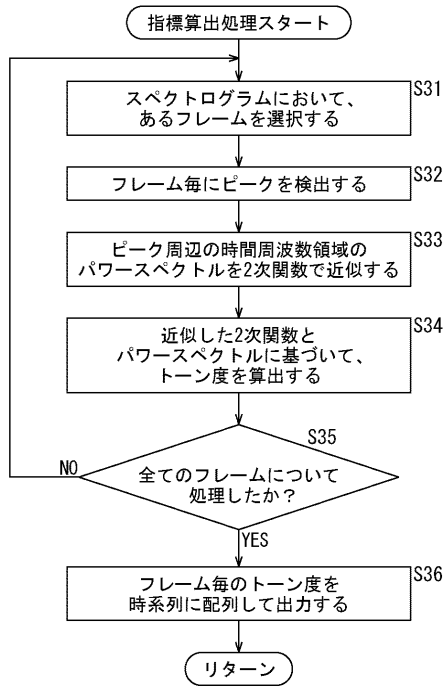 指標算出処理スタート
S31
スペクトログラムにおいて、
あるフレームを選択する
S32
フレーム毎にピークを検出する
S33
ピーク周辺の時間周波数領域の
パワースペクトルを2次関数で近似する
S34
近似した2次関数と
パワースペクトルに基づいて、
トーン度を算出する
S35
全てのフレームについて
処理したか？
NO
YES
S36
フレーム毎のトーン度を
時系列に配列して出力する
リターン